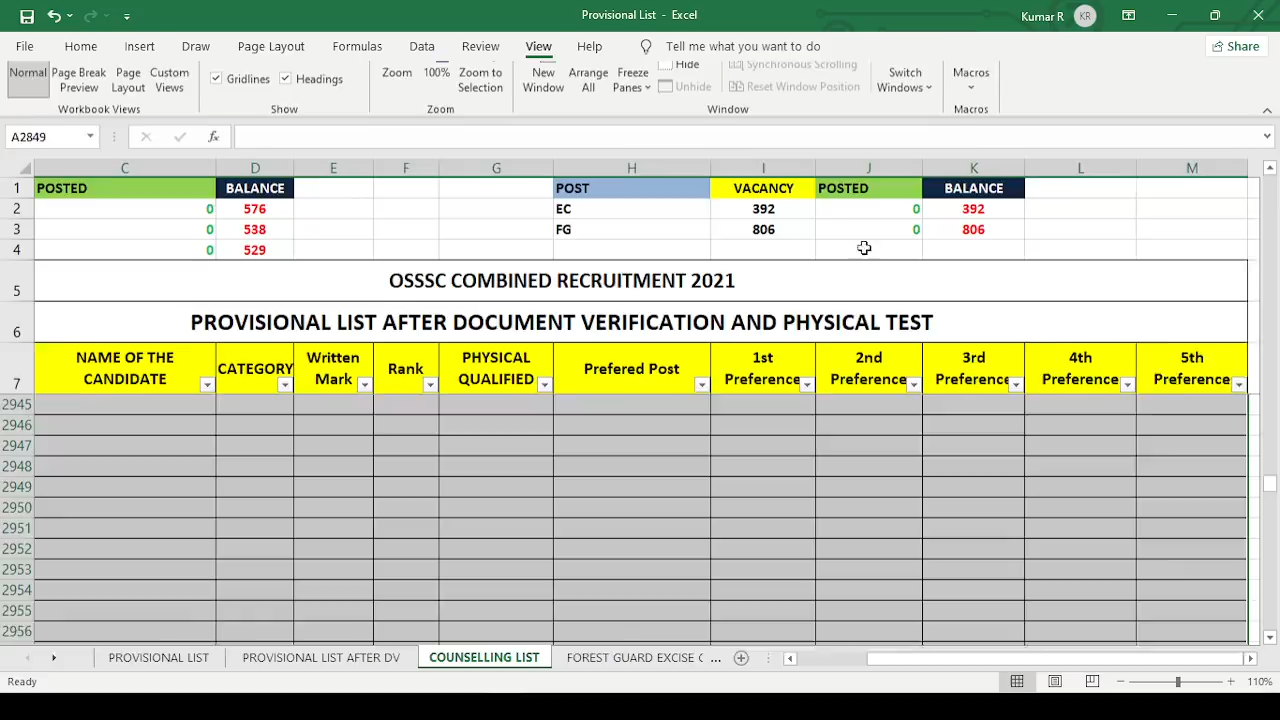 Provisional List - Excel
Kumar R KR
File Home Insert Draw Page Layout Formulas Data Review View Help Tell me what you want to do Share
Normal Page Break Preview Page Layout Custom Views
Gridlines Headings
Zoom 100% Zoom to Selection
New Window Arrange All Freeze Panes
Hide
Unhide
Synchronous Scrolling
Reset Window Position
Switch Windows
Macros
Workbook Views Show Zoom Window Macros
A2849 fx
C D E F G H I J K L M
1 POSTED BALANCE POST VACANCY POSTED BALANCE
2 0 576 EC 392 0 392
3 0 538 FG 806 0 806
4 0 529
5 OSSSC COMBINED RECRUITMENT 2021
6 PROVISIONAL LIST AFTER DOCUMENT VERIFICATION AND PHYSICAL TEST
7 NAME OF THE CANDIDATE CATEGORY Written Mark Rank PHYSICAL QUALIFIED Prefered Post 1st Preference 2nd Preference 3rd Preference 4th Preference 5th Preference
2945
2946
2947
2948
2949
2950
2951
2952
2953
2954
2955
2956
PROVISIONAL LIST PROVISIONAL LIST AFTER DV COUNSELLING LIST FOREST GUARD EXCISE C ...
Ready 110%